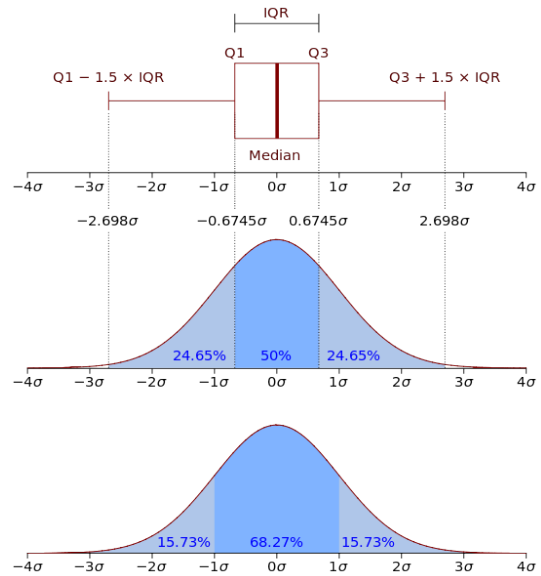 IQR
Q1 Q3
Q1 − 1.5 × IQR Q3 + 1.5 × IQR
Median
−4σ −3σ −2σ −1σ 0σ 1σ 2σ 3σ 4σ
−2.698σ −0.6745σ 0.6745σ 2.698σ
24.65% 50% 24.65%
−4σ −3σ −2σ −1σ 0σ 1σ 2σ 3σ 4σ
15.73% 68.27% 15.73%
−4σ −3σ −2σ −1σ 0σ 1σ 2σ 3σ 4σ